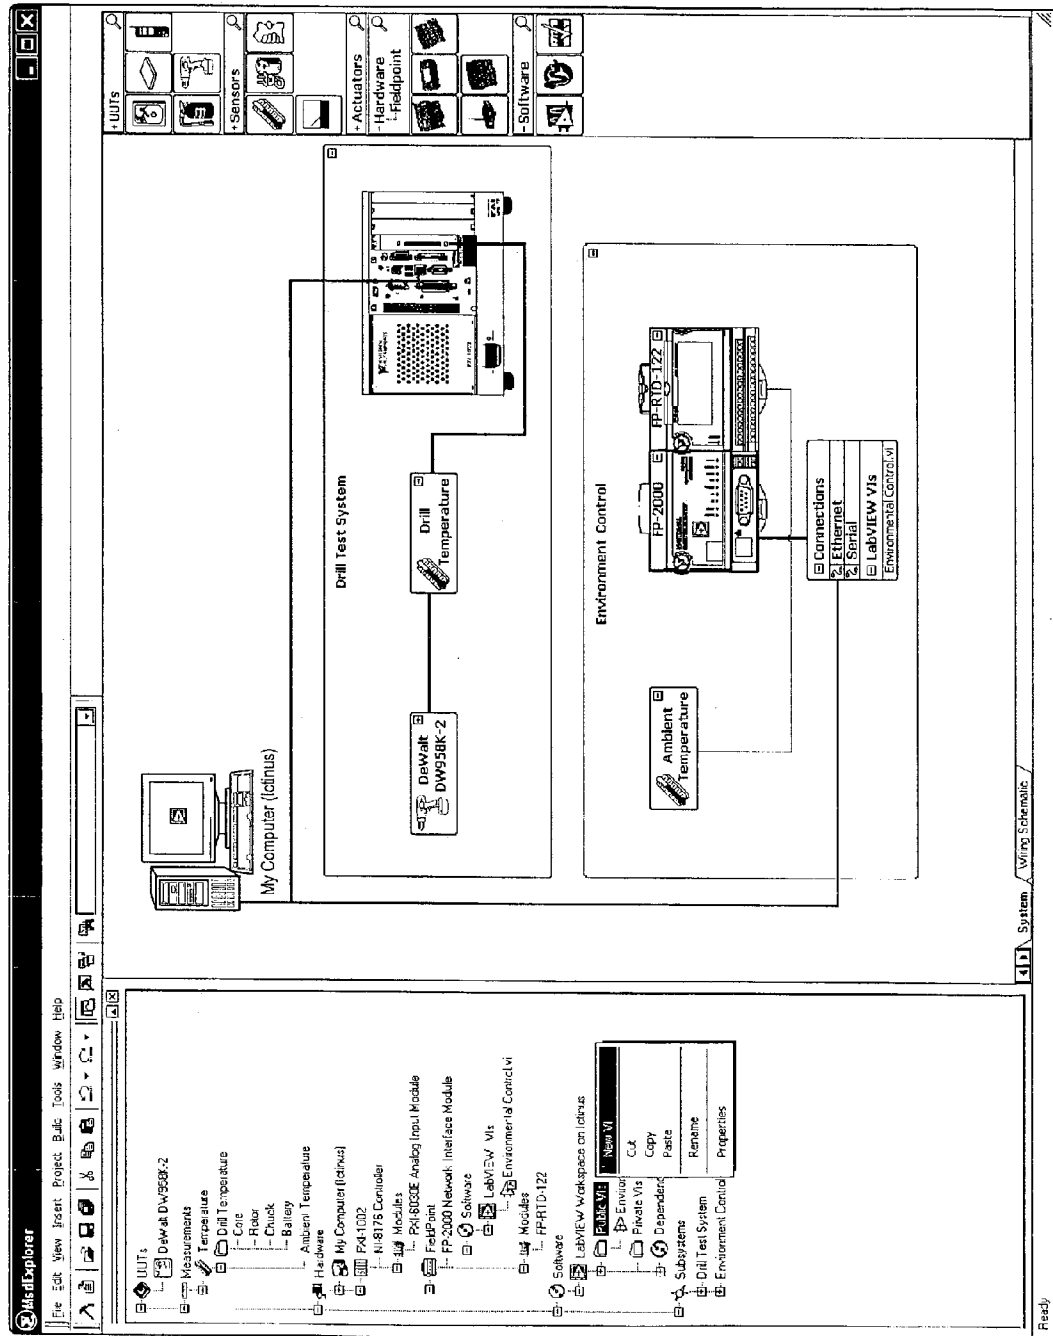 MsdExplorer
File Edit View Insert Project Build Tools Window Help
UUTs
DeWalt DW958K-2
Measurements
Temperature
Drill Temperature
Core
Rotor
Chuck
Battery
Ambient Temperature
Hardware
My Computer (Ictinus)
PXI-1002
NI-8176 Controller
Modules
PXI-6030E Analog Input Module
FieldPoint
FP-2000 Network Interface Module
Software
LabVIEW VIs
Environmental Control.vi
Modules
FP-RTD-122
Software
LabVIEW Workspace on Ictinus
Public VIs
Environ
Private VIs
Dependenc
Subsystems
Drill Test System
Environment Control
New VI
Cut
Copy
Paste
Rename
Properties
My Computer (Ictinus)
Drill Test System
DeWalt
DW958K-2
Drill
Temperature
Environment Control
Ambient
Temperature
FP-2000
FP-RTD-122
Connections
Ethernet
Serial
LabVIEW VIs
Environmental Control.vi
System
Wiring Schematic
+ UUTs
+ Sensors
+ Actuators
- Hardware
Fieldpoint
- Software
Ready